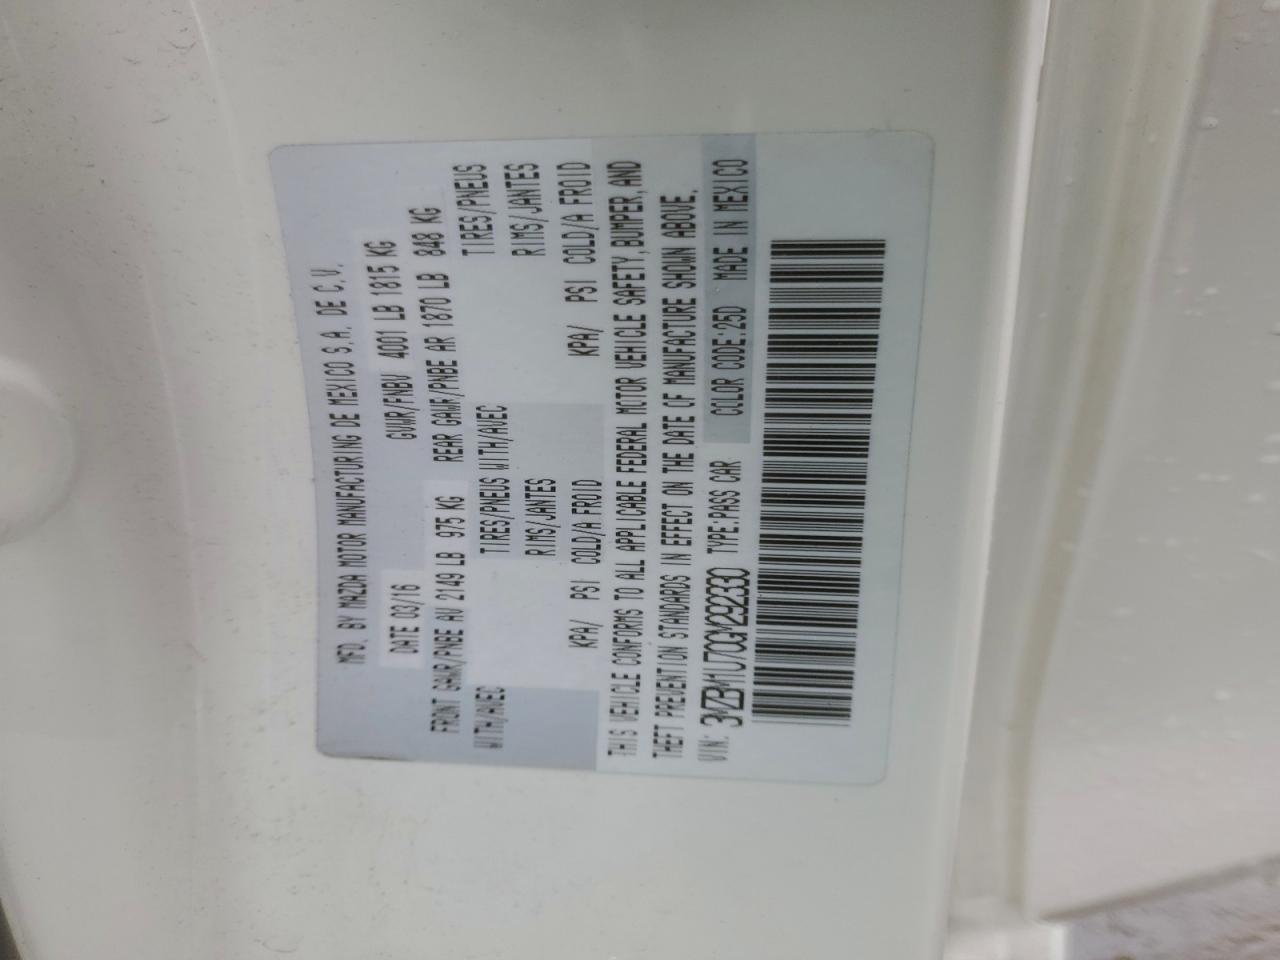 MFD. BY MAZDA MOTOR MANUFACTURING DE MEXICO S.A. DE C.V.
DATE 03/16 GVWR/PNBV 4001 LB 1815 KG
FRONT GAWR/PNBE AV 2149 LB 975 KG REAR GAWR/PNBE AR 1870 LB 848 KG
WITH/AVEC TIRES/PNEUS WITH/AVEC TIRES/PNEUS
RIMS/JANTES RIMS/JANTES
KPA/ PSI COLD/A FROID KPA/ PSI COLD/A FROID
THIS VEHICLE CONFORMS TO ALL APPLICABLE FEDERAL MOTOR VEHICLE SAFETY, BUMPER, AND
THEFT PREVENTION STANDARDS IN EFFECT ON THE DATE OF MANUFACTURE SHOWN ABOVE.
VIN: 3MZBM1U70GM292330 TYPE:PASS CAR COLOR CODE:25D MADE IN MEXICO